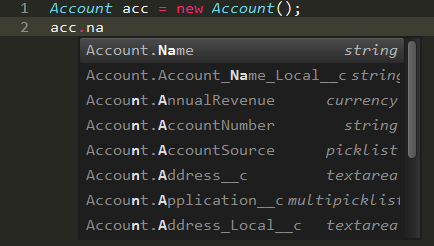 1 Account acc = new Account();
2 acc.na
Account.Name string
Account.Account_Name_Local__c string
Account.AnnualRevenue currency
Account.AccountNumber string
Account.AccountSource picklist
Account.Address__c textarea
Account.Application__c multipicklist
Account.Address_Local__c textarea